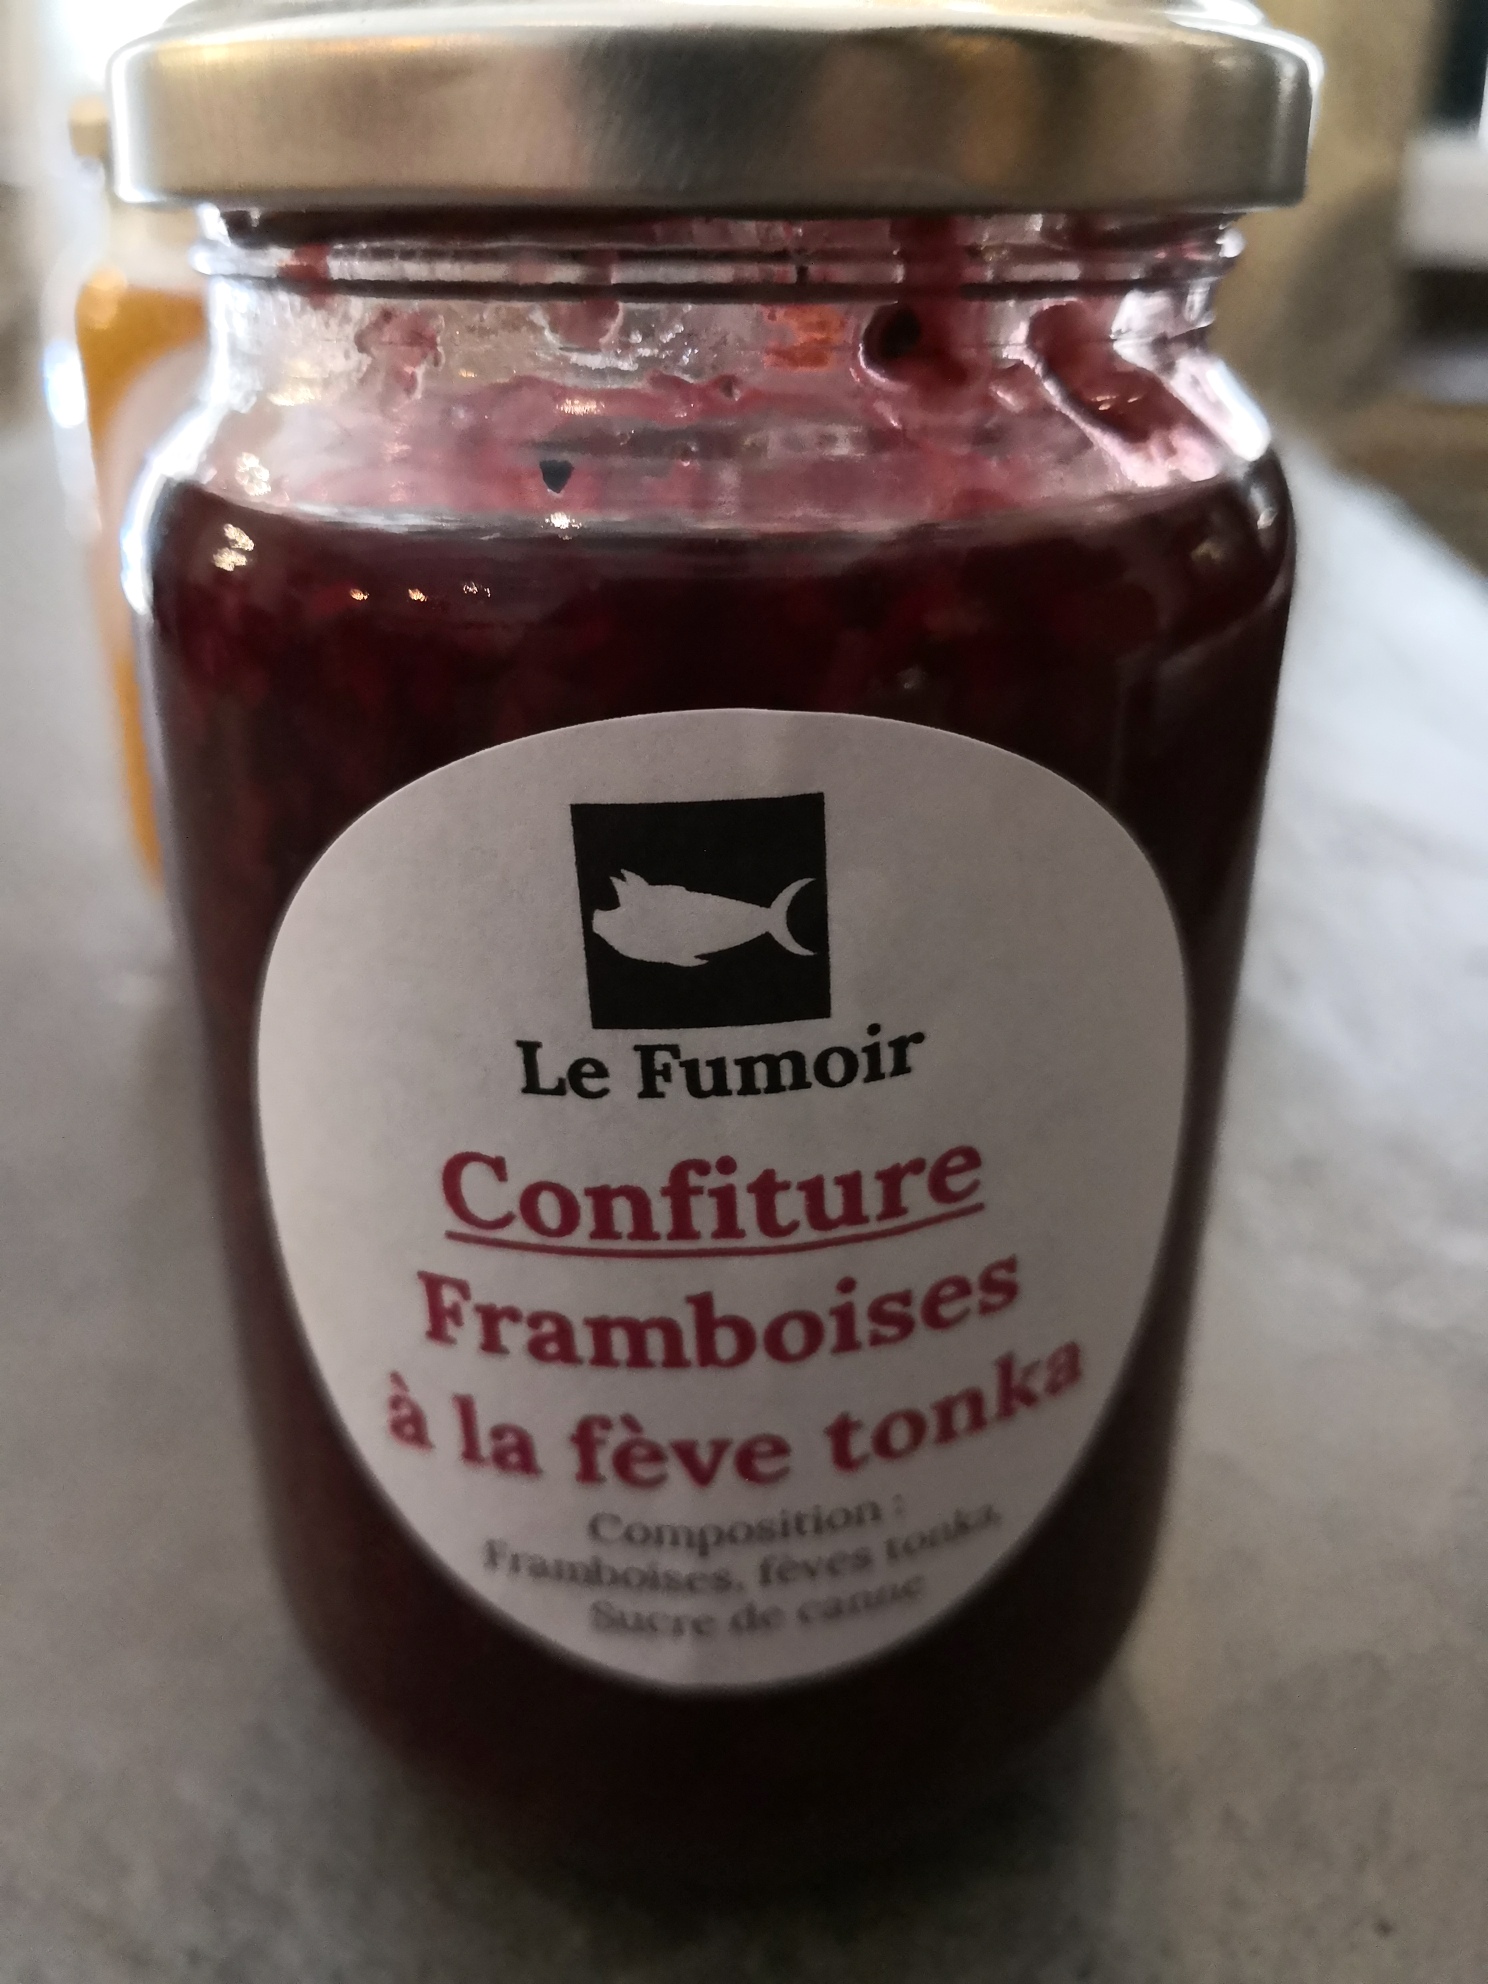 Le Fumoir
Confiture
Framboises
à la fève tonka
Composition :
Framboises, fèves tonka,
Sucre de canne